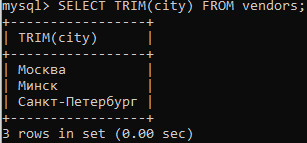 mysql> SELECT TRIM(city) FROM vendors;
+-----------------+
| TRIM(city)      |
+-----------------+
| Москва          |
| Минск           |
| Санкт-Петербург |
+-----------------+
3 rows in set (0.00 sec)